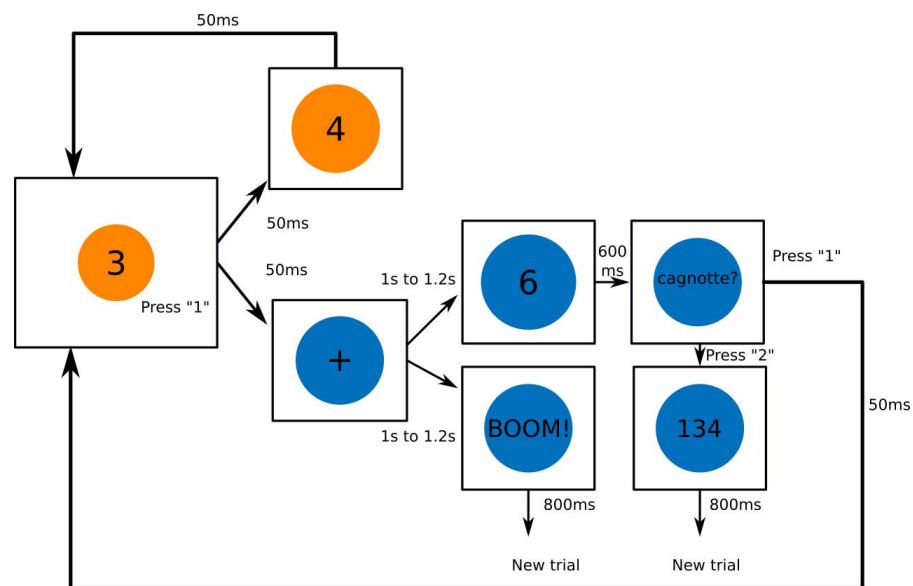 50ms
4
50ms
3
Press "1"
50ms
1s to 1.2s
6
600
ms
cagnotte?
Press "1"
+
Press "2"
50ms
1s to 1.2s
BOOM!
134
800ms
800ms
New trial
New trial